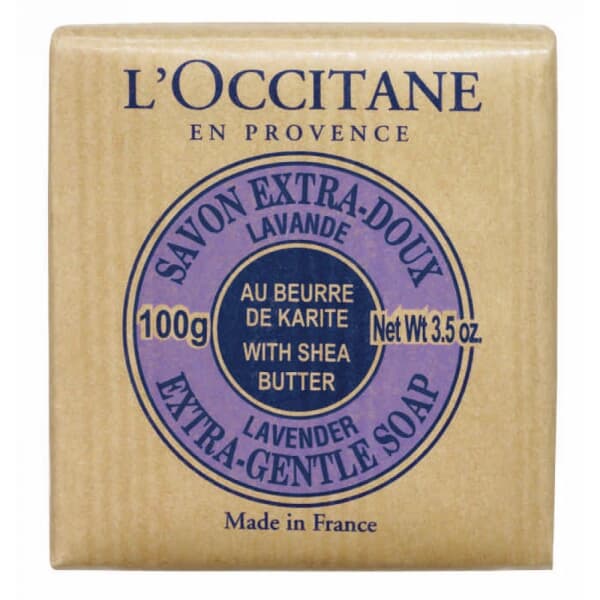 L'OCCITANE
EN PROVENCE
SAVON EXTRA-DOUX
LAVANDE
100g
AU BEURRE
DE KARITE
WITH SHEA
BUTTER
Net Wt 3.5 oz.
LAVENDER
EXTRA-GENTLE SOAP
Made in France